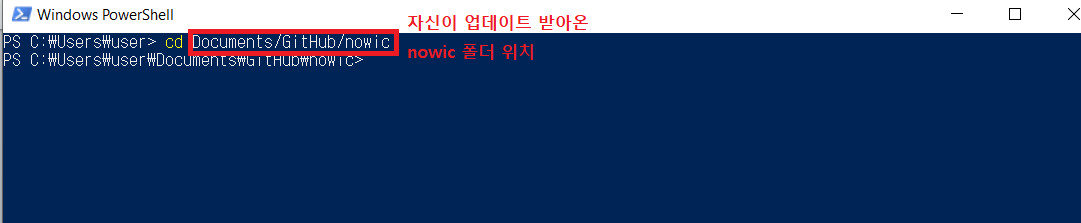 Windows PowerShell
자신이 업데이트 받아온
PS C:₩Users₩user> cd Documents/GitHub/nowic
nowic 폴더 위치
PS C:₩Users₩user₩Documents₩GitHub₩nowic>